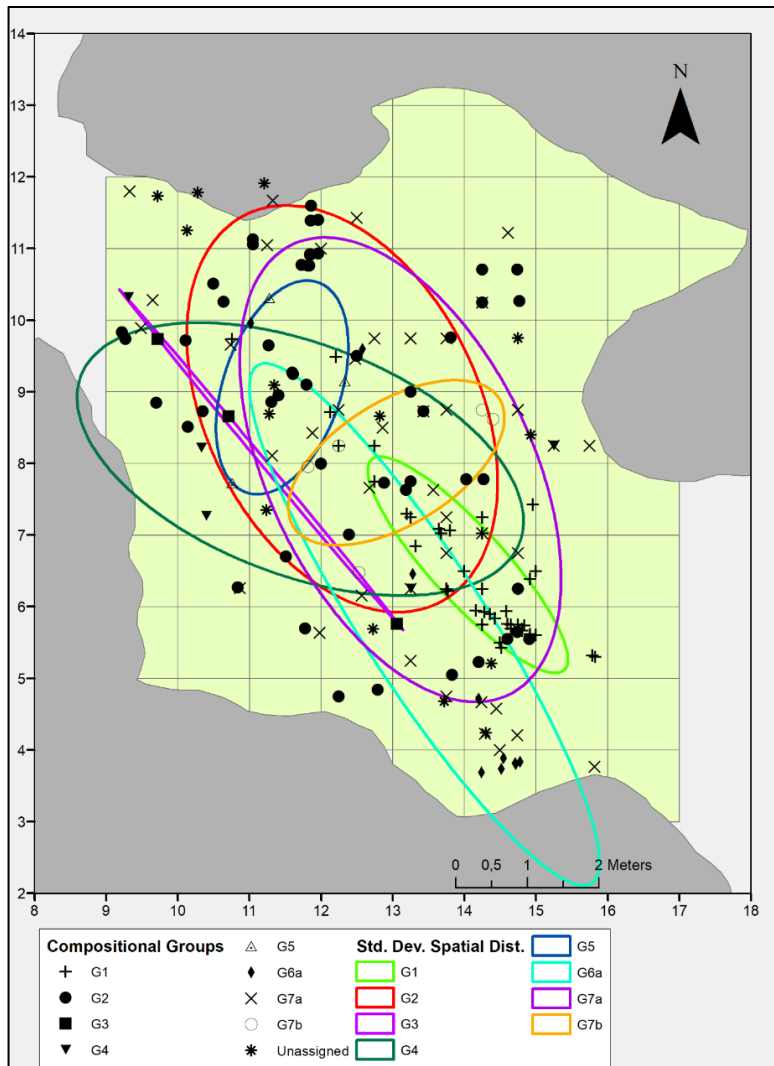 14
13
12
11
10
9
8
7
6
5
4
3
2
N
0 0,5 1 2 Meters
8 9 10 11 12 13 14 15 16 17 18
Compositional Groups
G1
G2
G3
G4
G5
G6a
G7a
G7b
Unassigned
Std. Dev. Spatial Dist.
G1
G2
G3
G4
G5
G6a
G7a
G7b